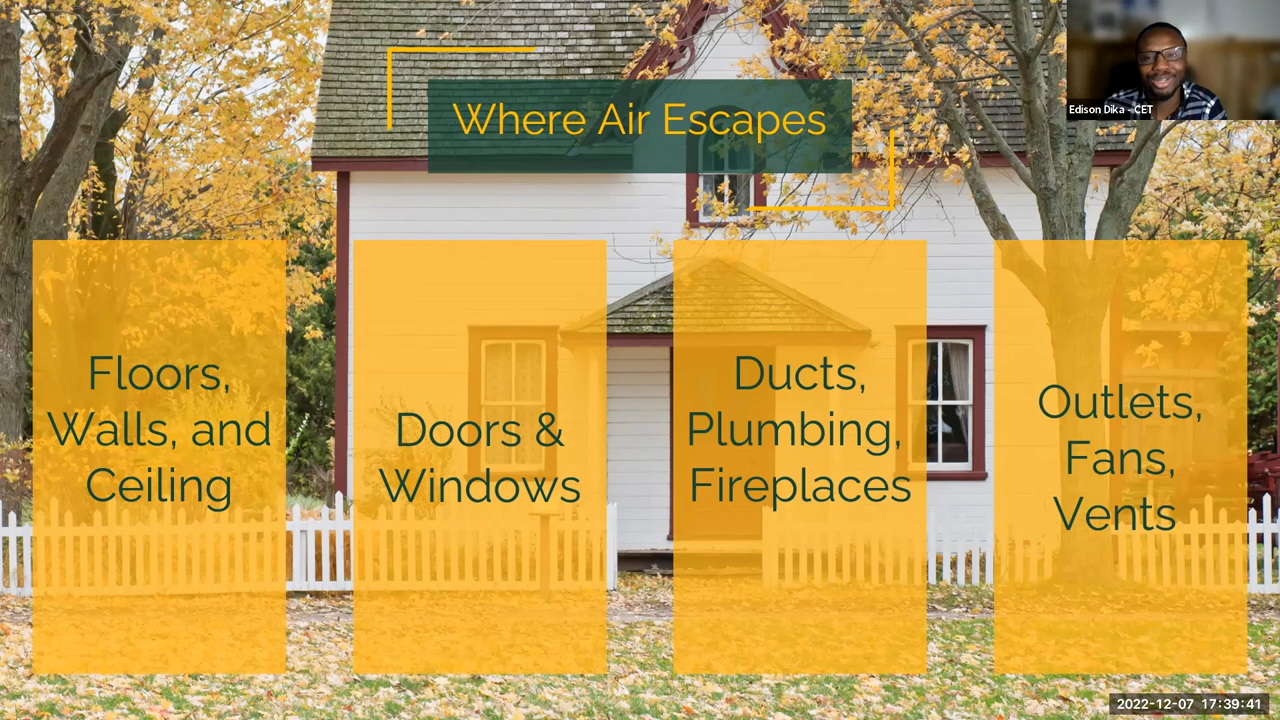 Where Air Escapes
Edison Dika - CET
Floors,
Walls, and
Ceiling
Doors &
Windows
Ducts,
Plumbing,
Fireplaces
Outlets,
Fans,
Vents
2022-12-07 17:39:41